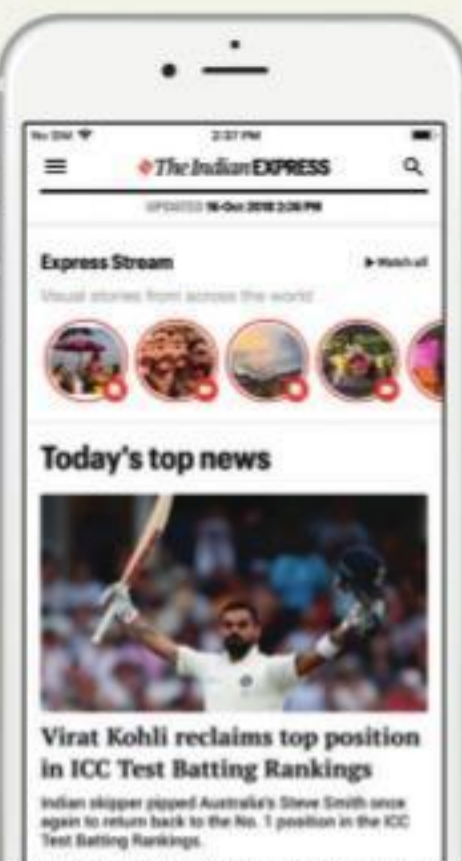 No SIM
2:37 PM
The Indian EXPRESS
UPDATED 16-Oct 2018 2:36 PM
Express Stream
Watch all
Visual stories from across the world
Today's top news
Virat Kohli reclaims top position
in ICC Test Batting Rankings
Indian skipper pipped Australia's Steve Smith once
again to return back to the No. 1 position in the ICC
Test Batting Rankings.